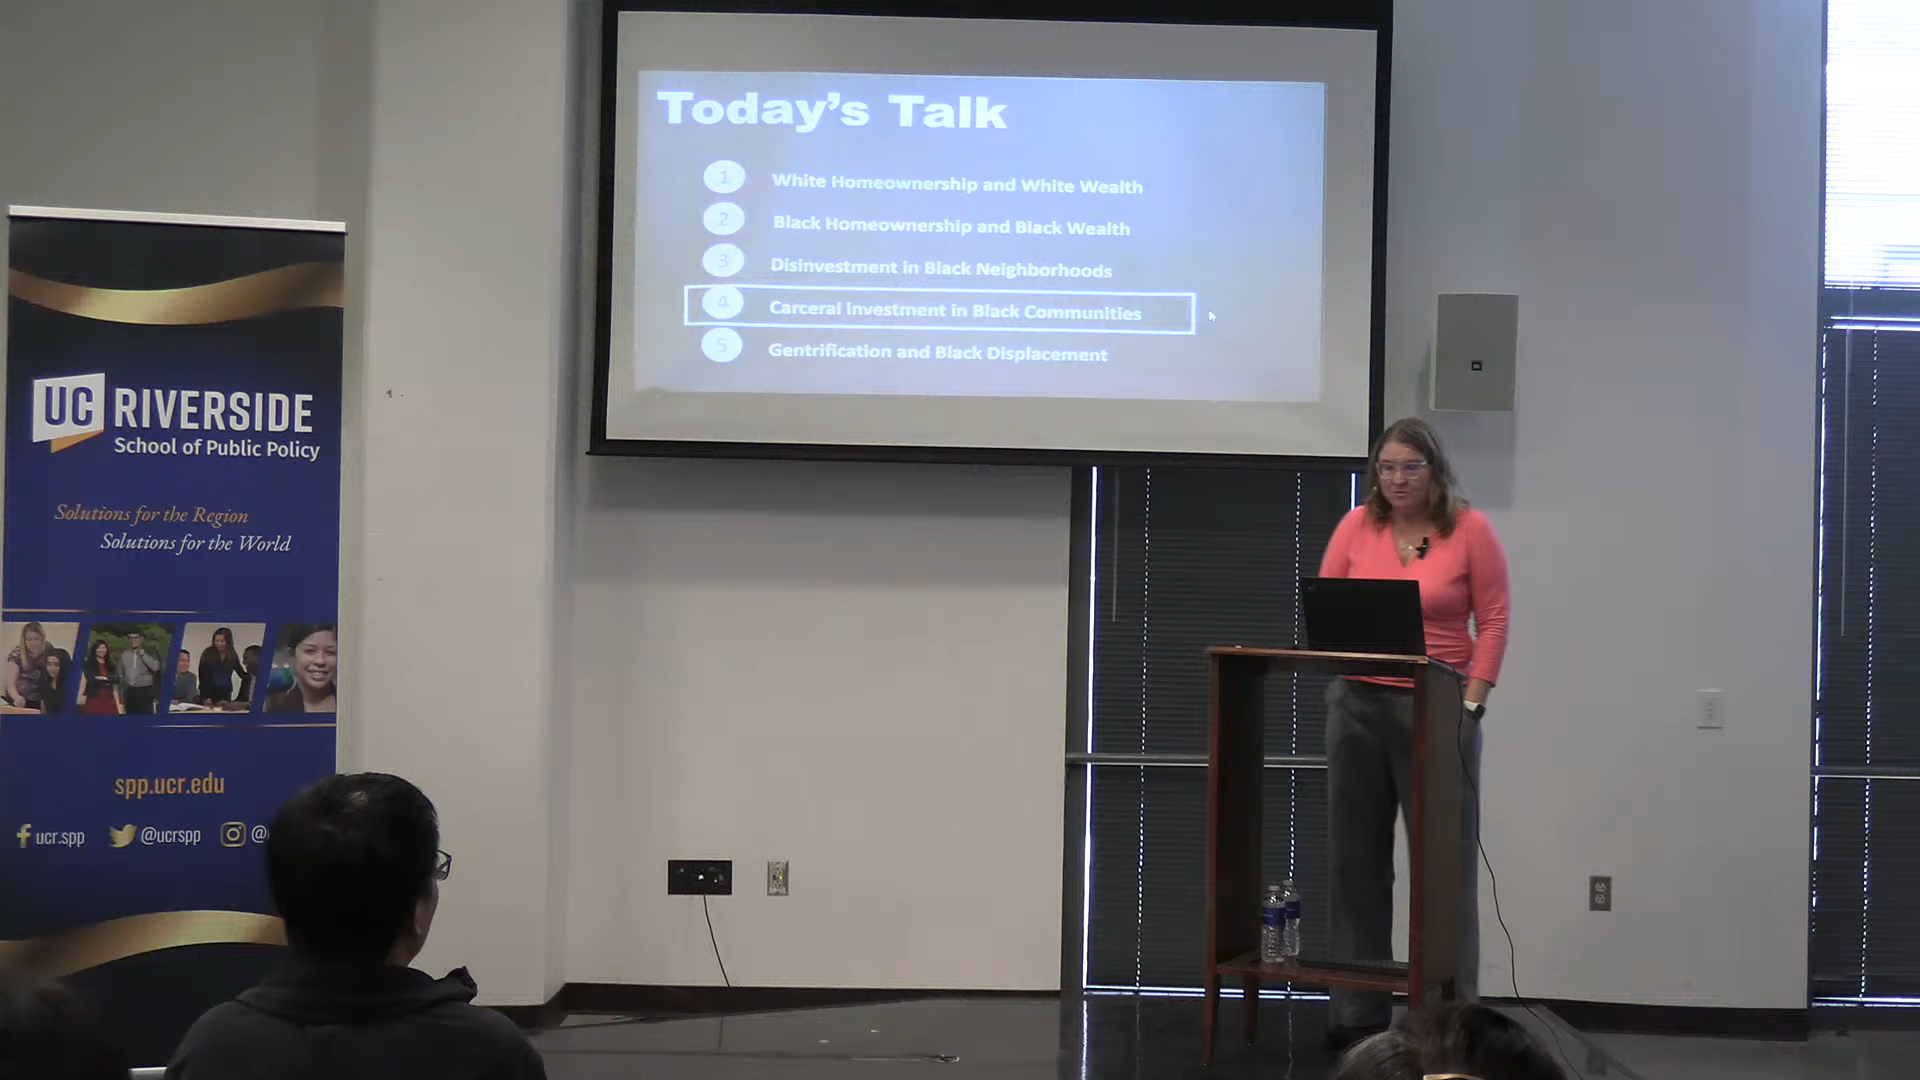 Today's Talk
1 White Homeownership and White Wealth
2 Black Homeownership and Black Wealth
3 Disinvestment in Black Neighborhoods
4 Carceral Investment in Black Communities
5 Gentrification and Black Displacement
UC RIVERSIDE
School of Public Policy
Solutions for the Region
Solutions for the World
spp.ucr.edu
ucr.spp @ucrspp @